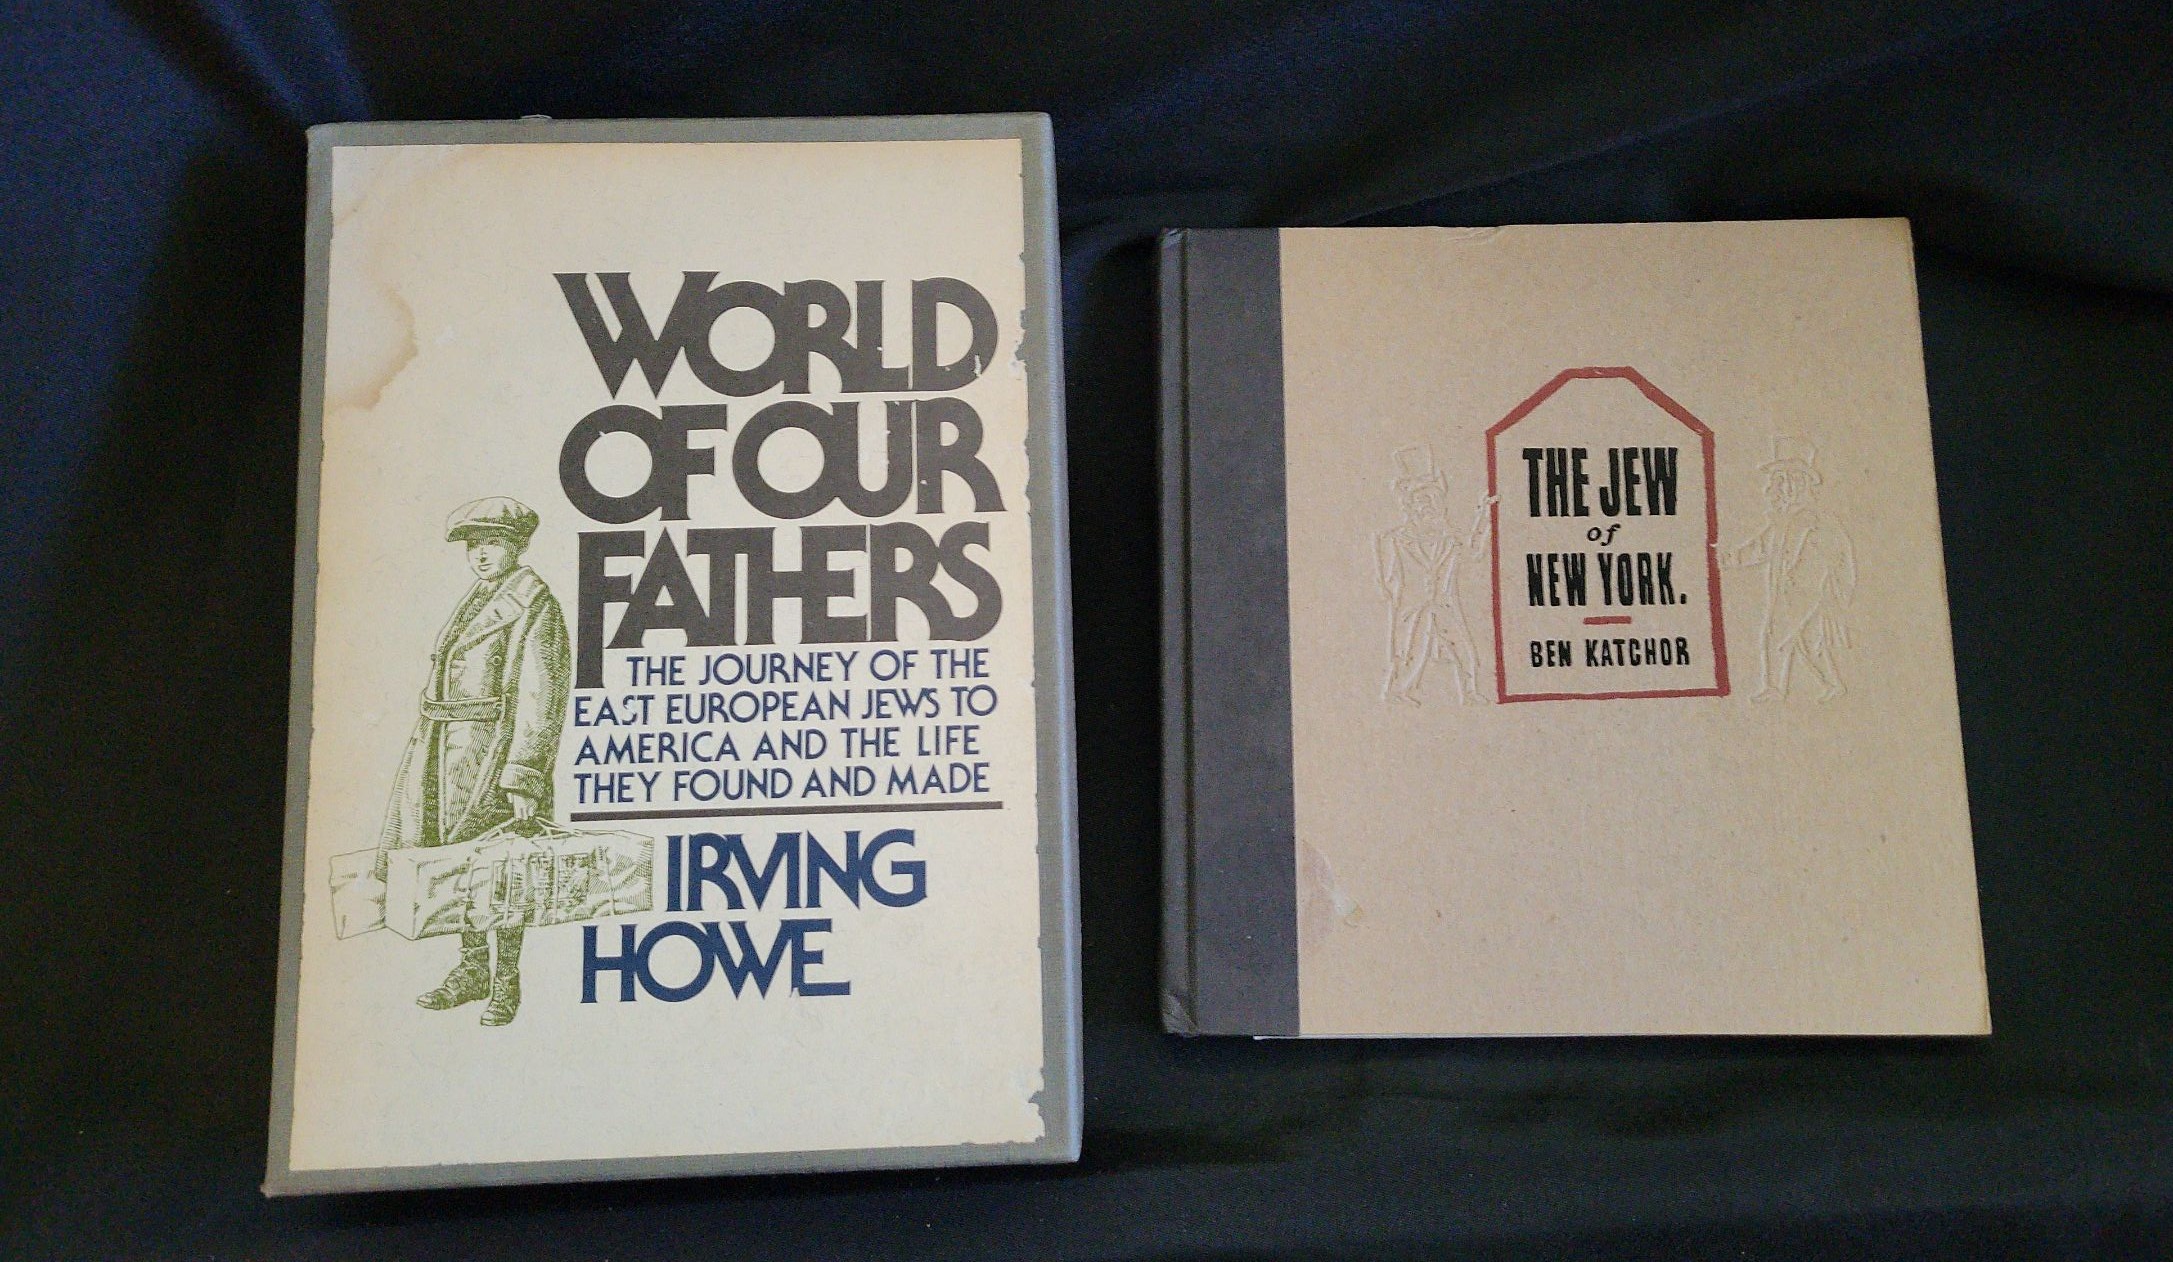 WORLD
OF OUR
FATHERS
THE JOURNEY OF THE
EAST EUROPEAN JEWS TO
AMERICA AND THE LIFE
THEY FOUND AND MADE
IRVING
HOWE
THE JEW
of
NEW YORK.
BEN KATCHOR